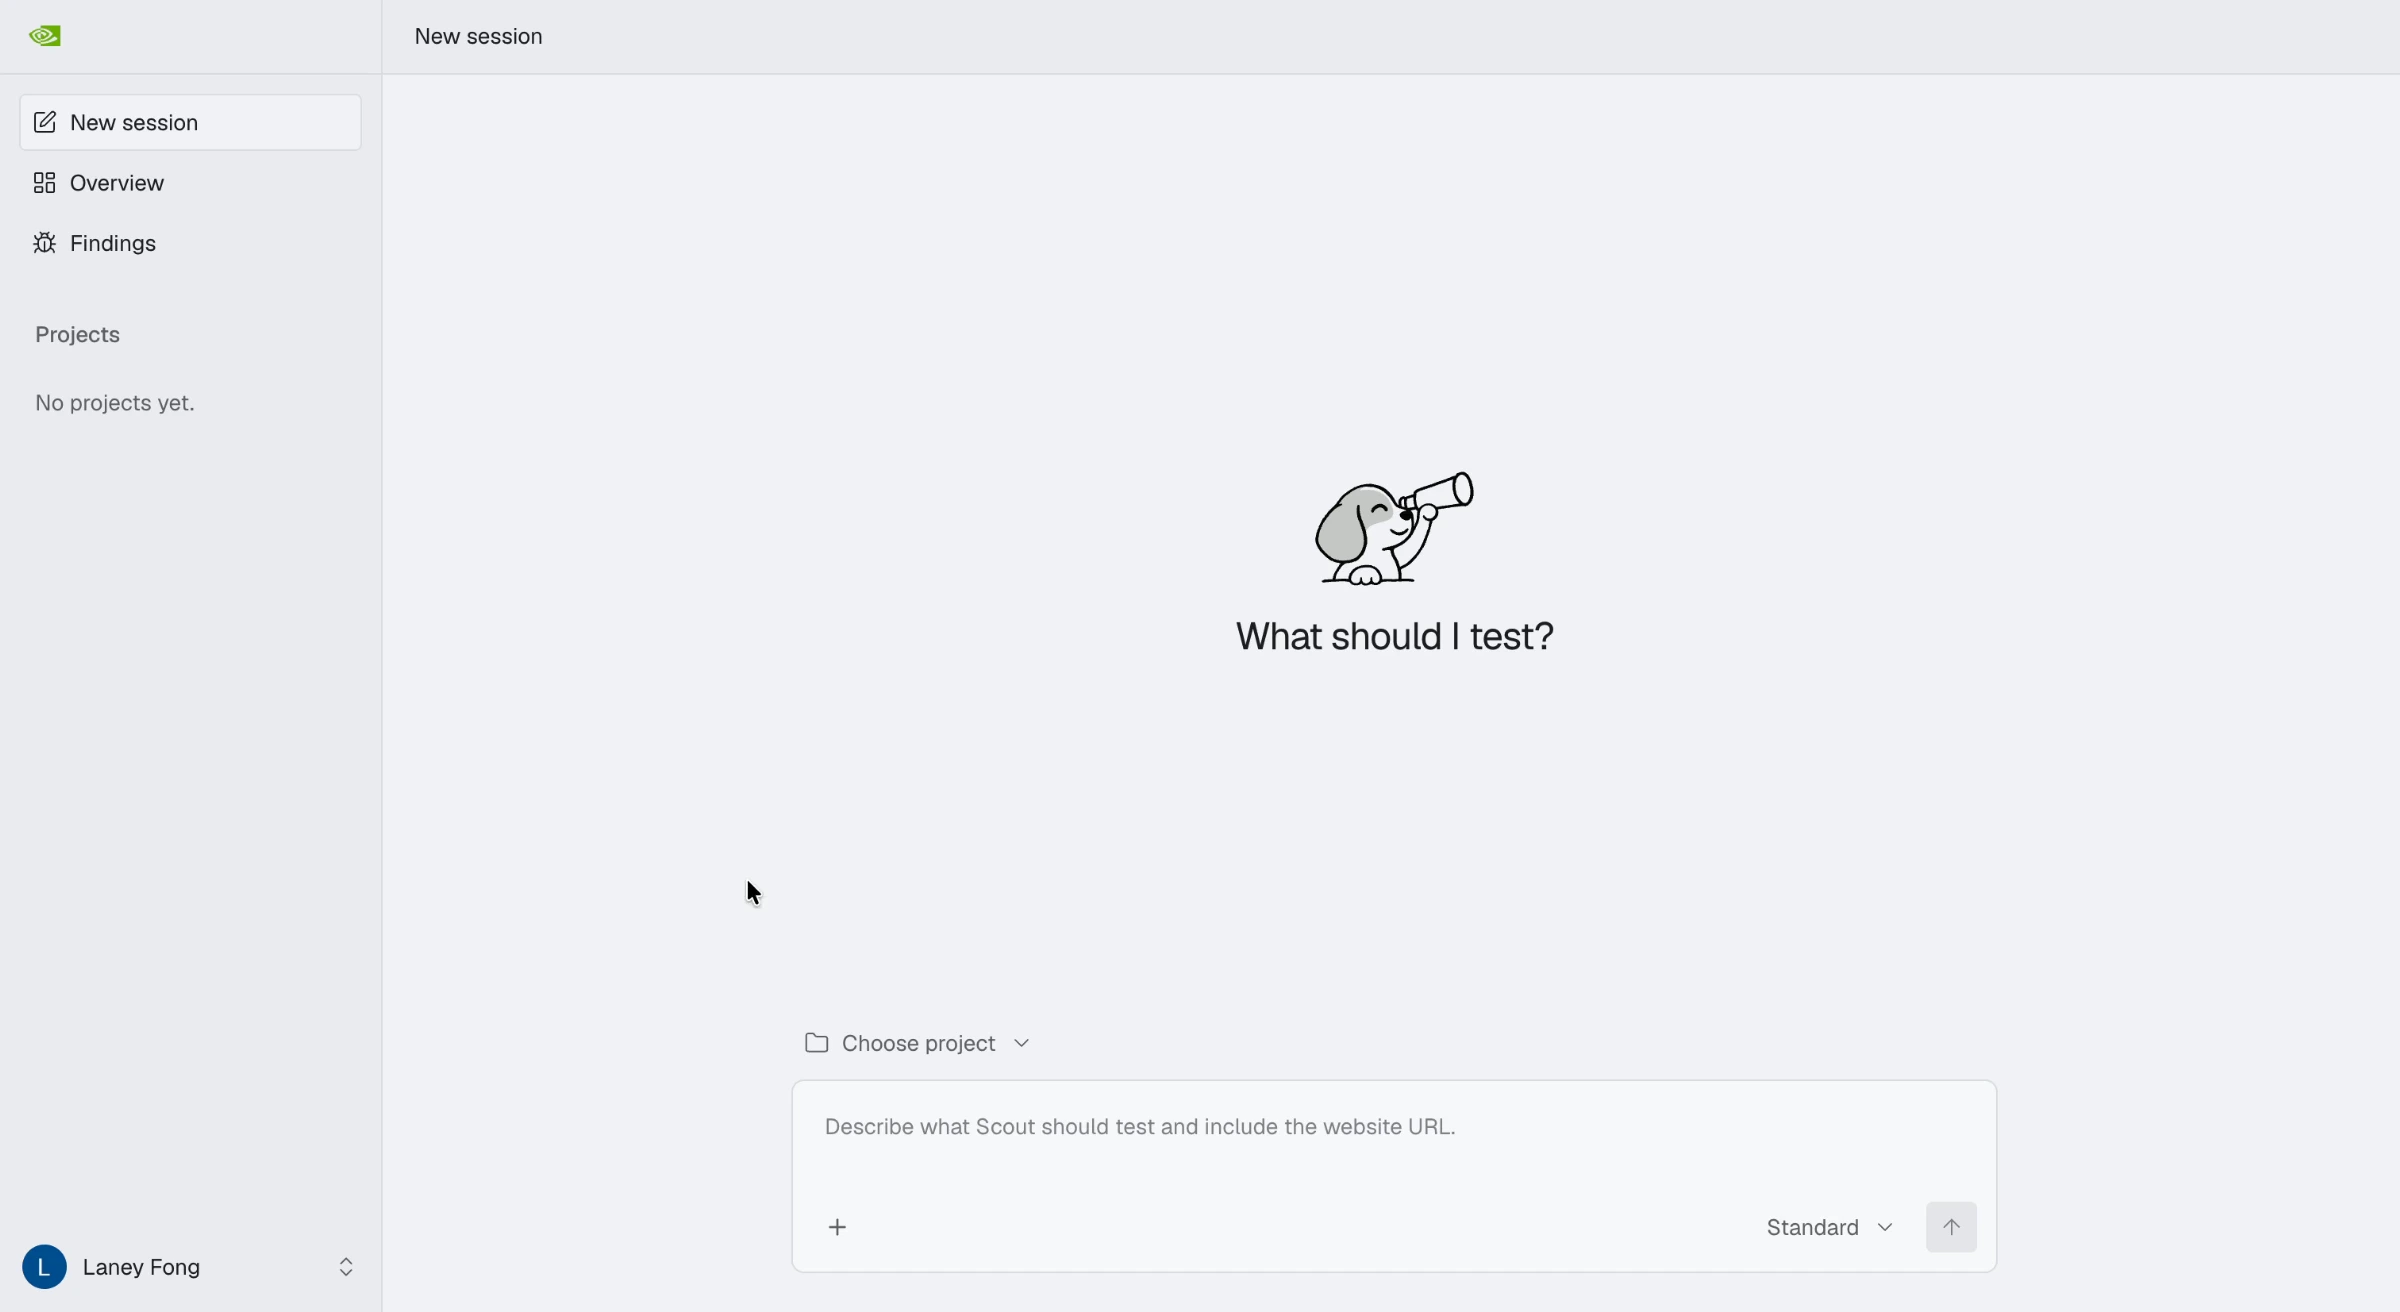 New session
New session
Overview
Findings
Projects
No projects yet.
What should I test?
Choose project
Describe what Scout should test and include the website URL.
Standard
L
Laney Fong